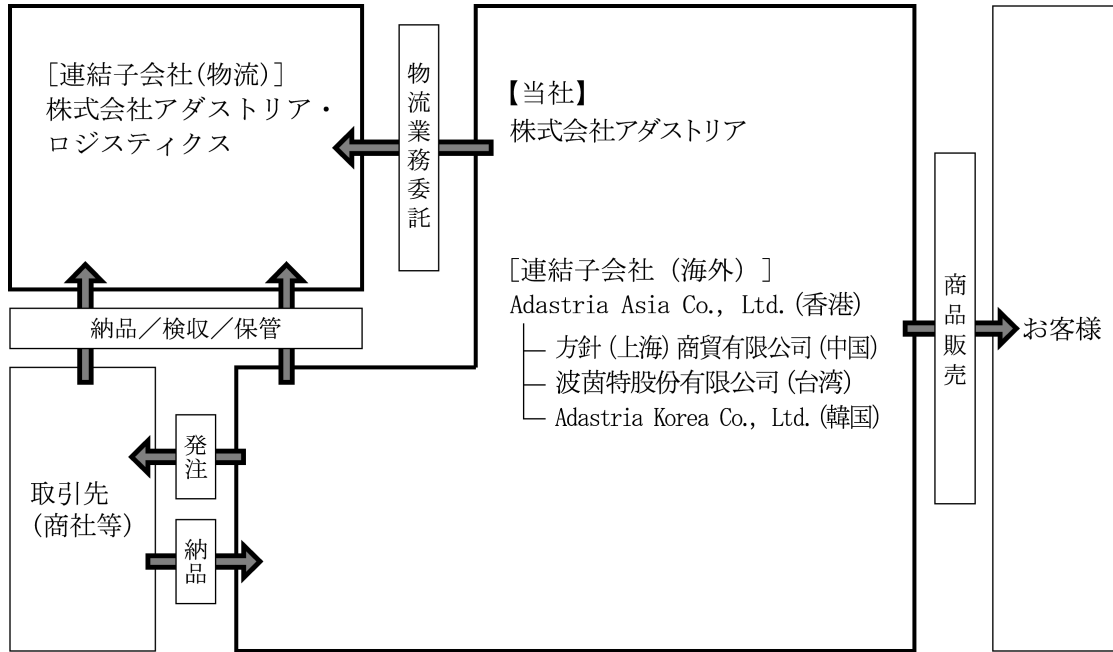 ［連結子会社(物流)］
株式会社アダストリア・
ロジスティクス
物流業務委託
【当社】
株式会社アダストリア
［連結子会社（海外）］
Adastria Asia Co., Ltd.(香港)
方針(上海)商貿有限公司(中国)
波茵特股份有限公司(台湾)
Adastria Korea Co., Ltd.(韓国)
商品販売
お客様
納品／検収／保管
発注
取引先
(商社等)
納品